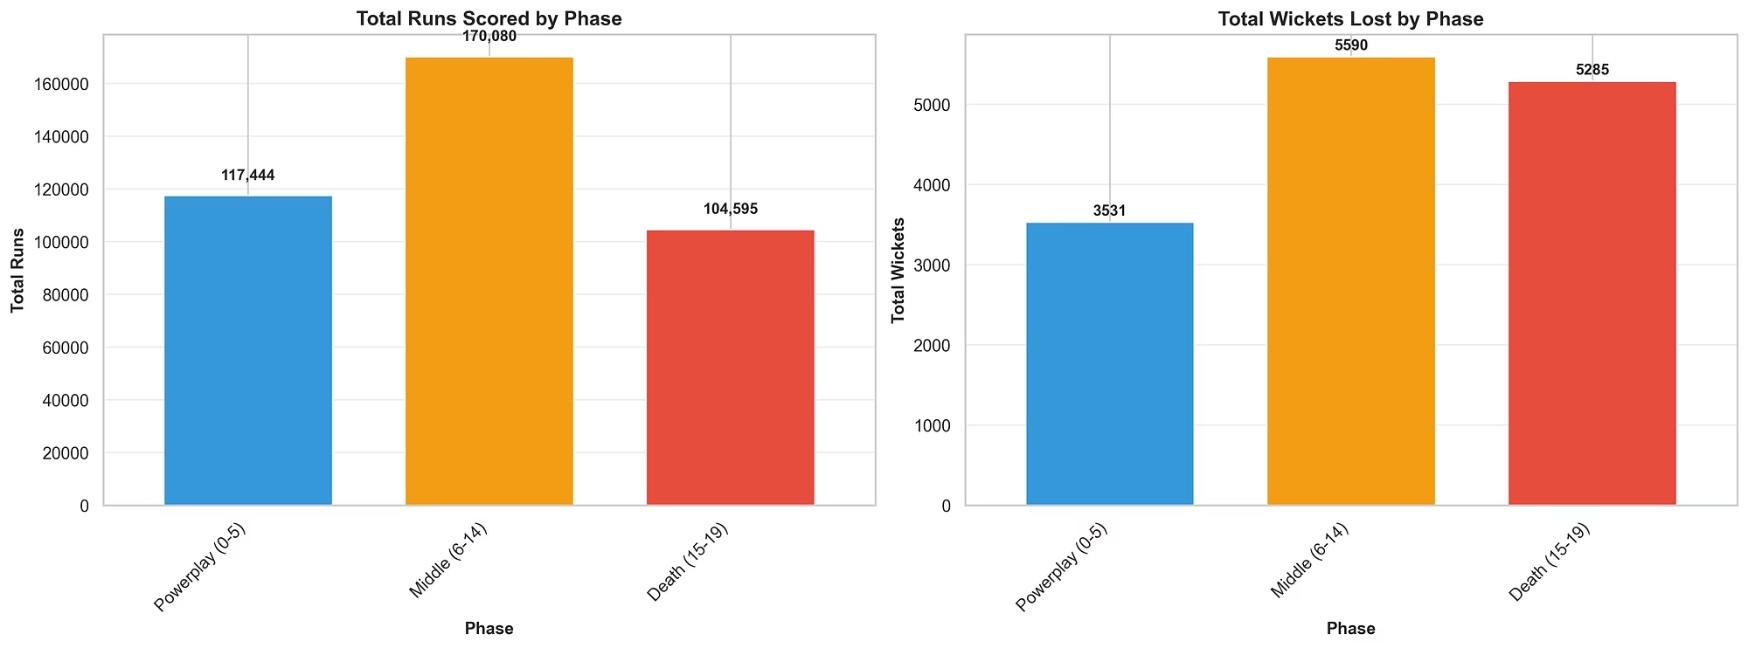 Total Runs Scored by Phase
170,080
160000
140000
117,444
120000
104,595
100000
80000
60000
40000
20000
0
Total Runs
Powerplay (0-5)
Middle (6-14)
Death (15-19)
Phase
Total Wickets Lost by Phase
5590
5285
5000
4000
3531
3000
2000
1000
0
Total Wickets
Powerplay (0-5)
Middle (6-14)
Death (15-19)
Phase